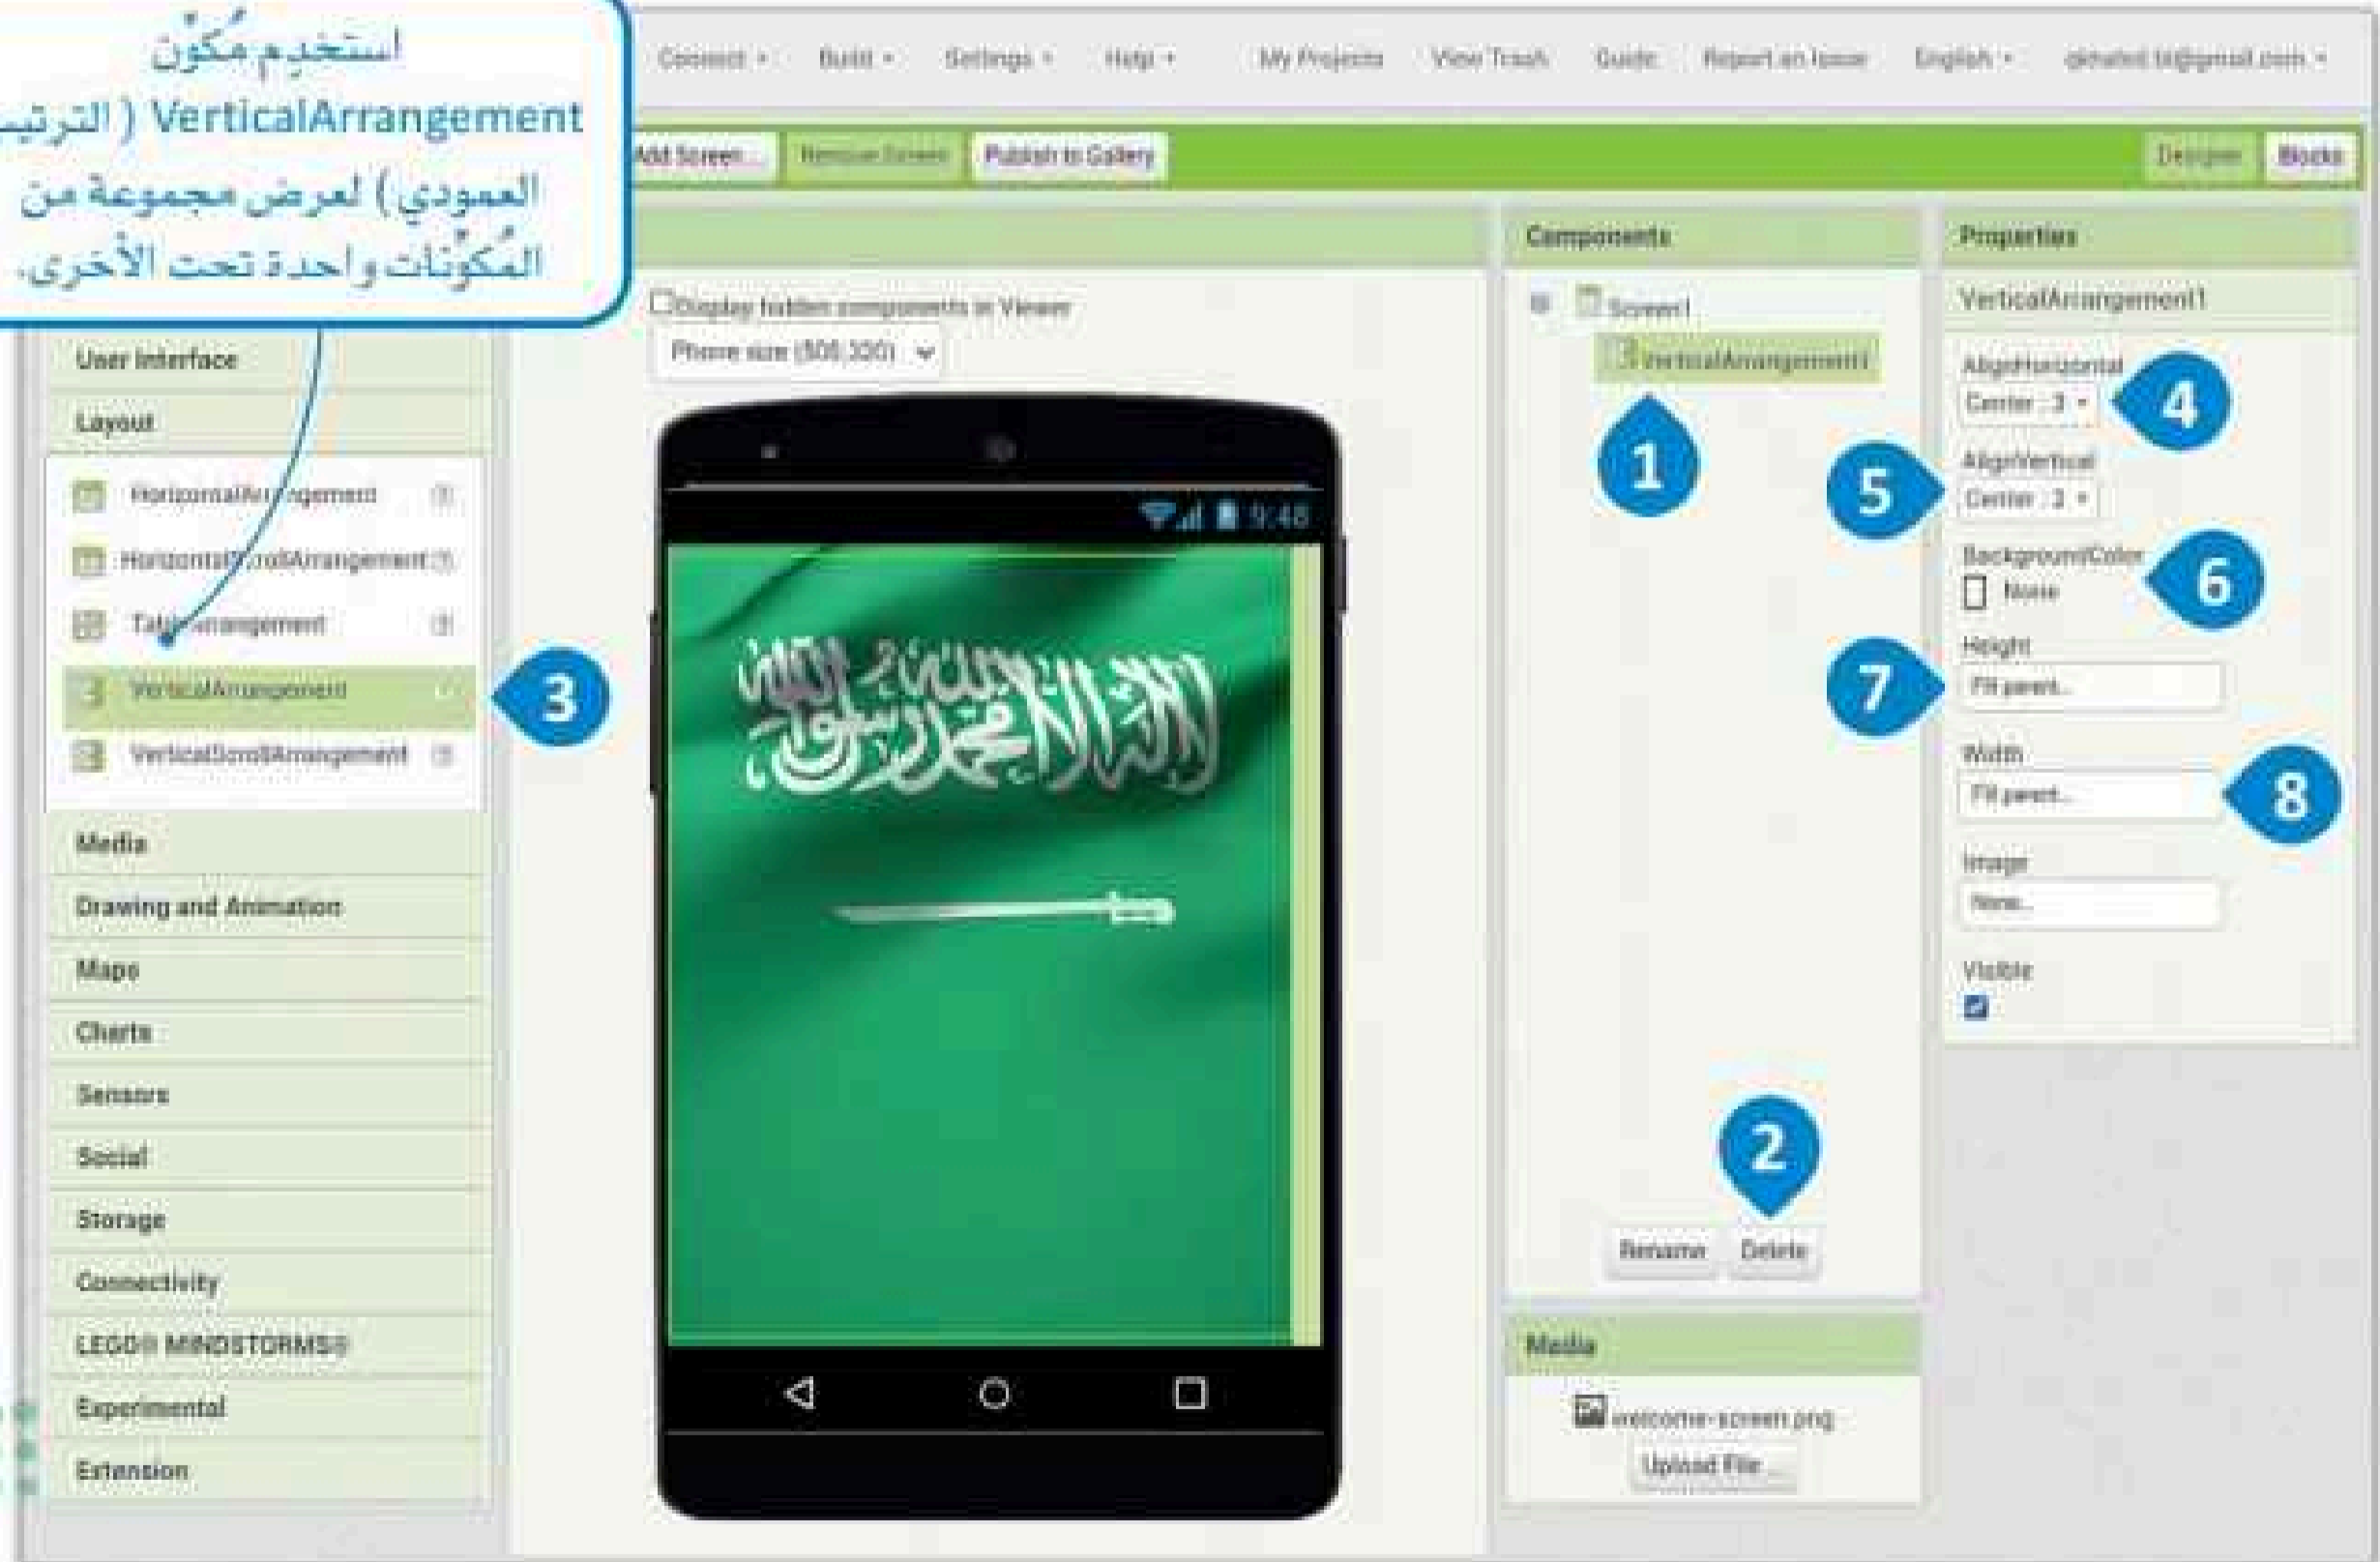 استخدِم مُكوِّن
VerticalArrangement (الترتيب
العمودي) لعرض مجموعة من
المُكوِّنات واحدة تحت الأخرى.
Connect
Build
Settings
Help
My Projects
View Trash
Guide
Report an Issue
English
Add Screen ...
Remove Screen
Publish to Gallery
Designer
Blocks
User Interface
Layout
HorizontalArrangement
HorizontalScrollArrangement
TableArrangement
VerticalArrangement
VerticalScrollArrangement
3
Media
Drawing and Animation
Maps
Charts
Sensors
Social
Storage
Connectivity
LEGO® MINDSTORMS®
Experimental
Extension
Display hidden components in Viewer
Phone size (505,320)
9:48
لا إله إلا الله محمد رسول الله
Components
Screen1
VerticalArrangement1
1
2
Rename
Delete
Media
welcome-screen.png
Upload File ...
Properties
VerticalArrangement1
AlignHorizontal
Center : 3
4
AlignVertical
5
Center : 2
BackgroundColor
None
6
Height
7
Fill parent...
Width
Fill parent...
8
Image
None...
Visible